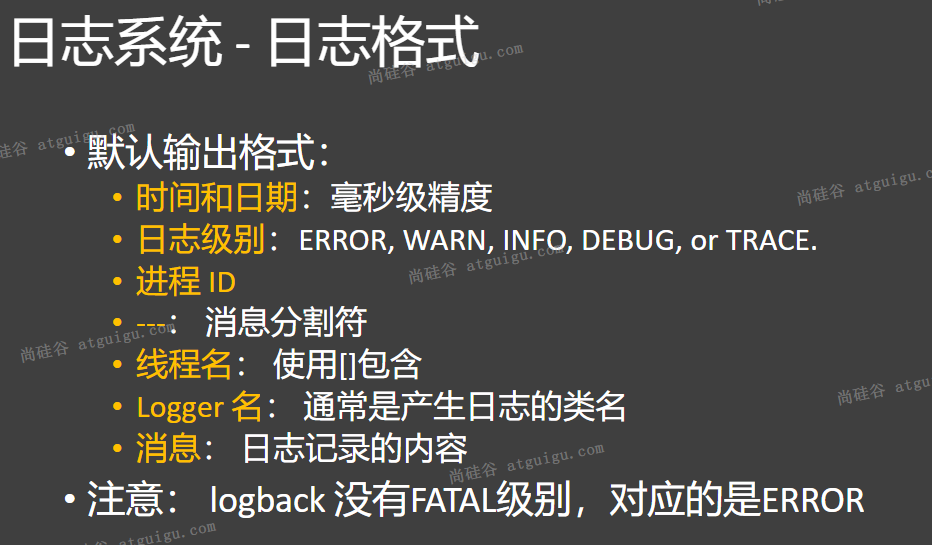 日志系统 - 日志格式
尚硅谷 atguigu.com
尚硅谷 atguigu.com
• 默认输出格式：
• 时间和日期：毫秒级精度
尚硅谷 atguigu.c
• 日志级别：ERROR, WARN, INFO, DEBUG, or TRACE.
尚硅谷 atguigu.com
• 进程 ID
• ---： 消息分割符
尚硅谷 atguigu.com
• 线程名： 使用[]包含
尚硅谷 atgu
• Logger 名： 通常是产生日志的类名
• 消息： 日志记录的内容
尚硅谷 atguigu.com
• 注意： logback 没有FATAL级别，对应的是ERROR
atguigu.com